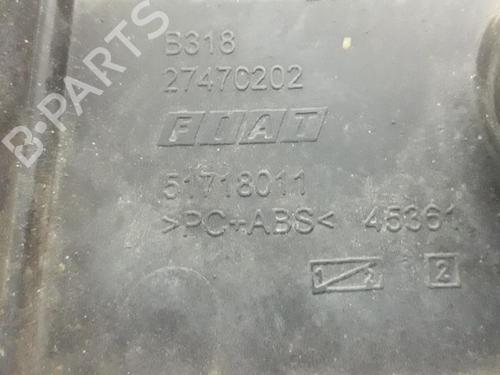 B-PARTS
B318
27470202
FIAT
51718011
>PC+ABS< 45361
1 2 2